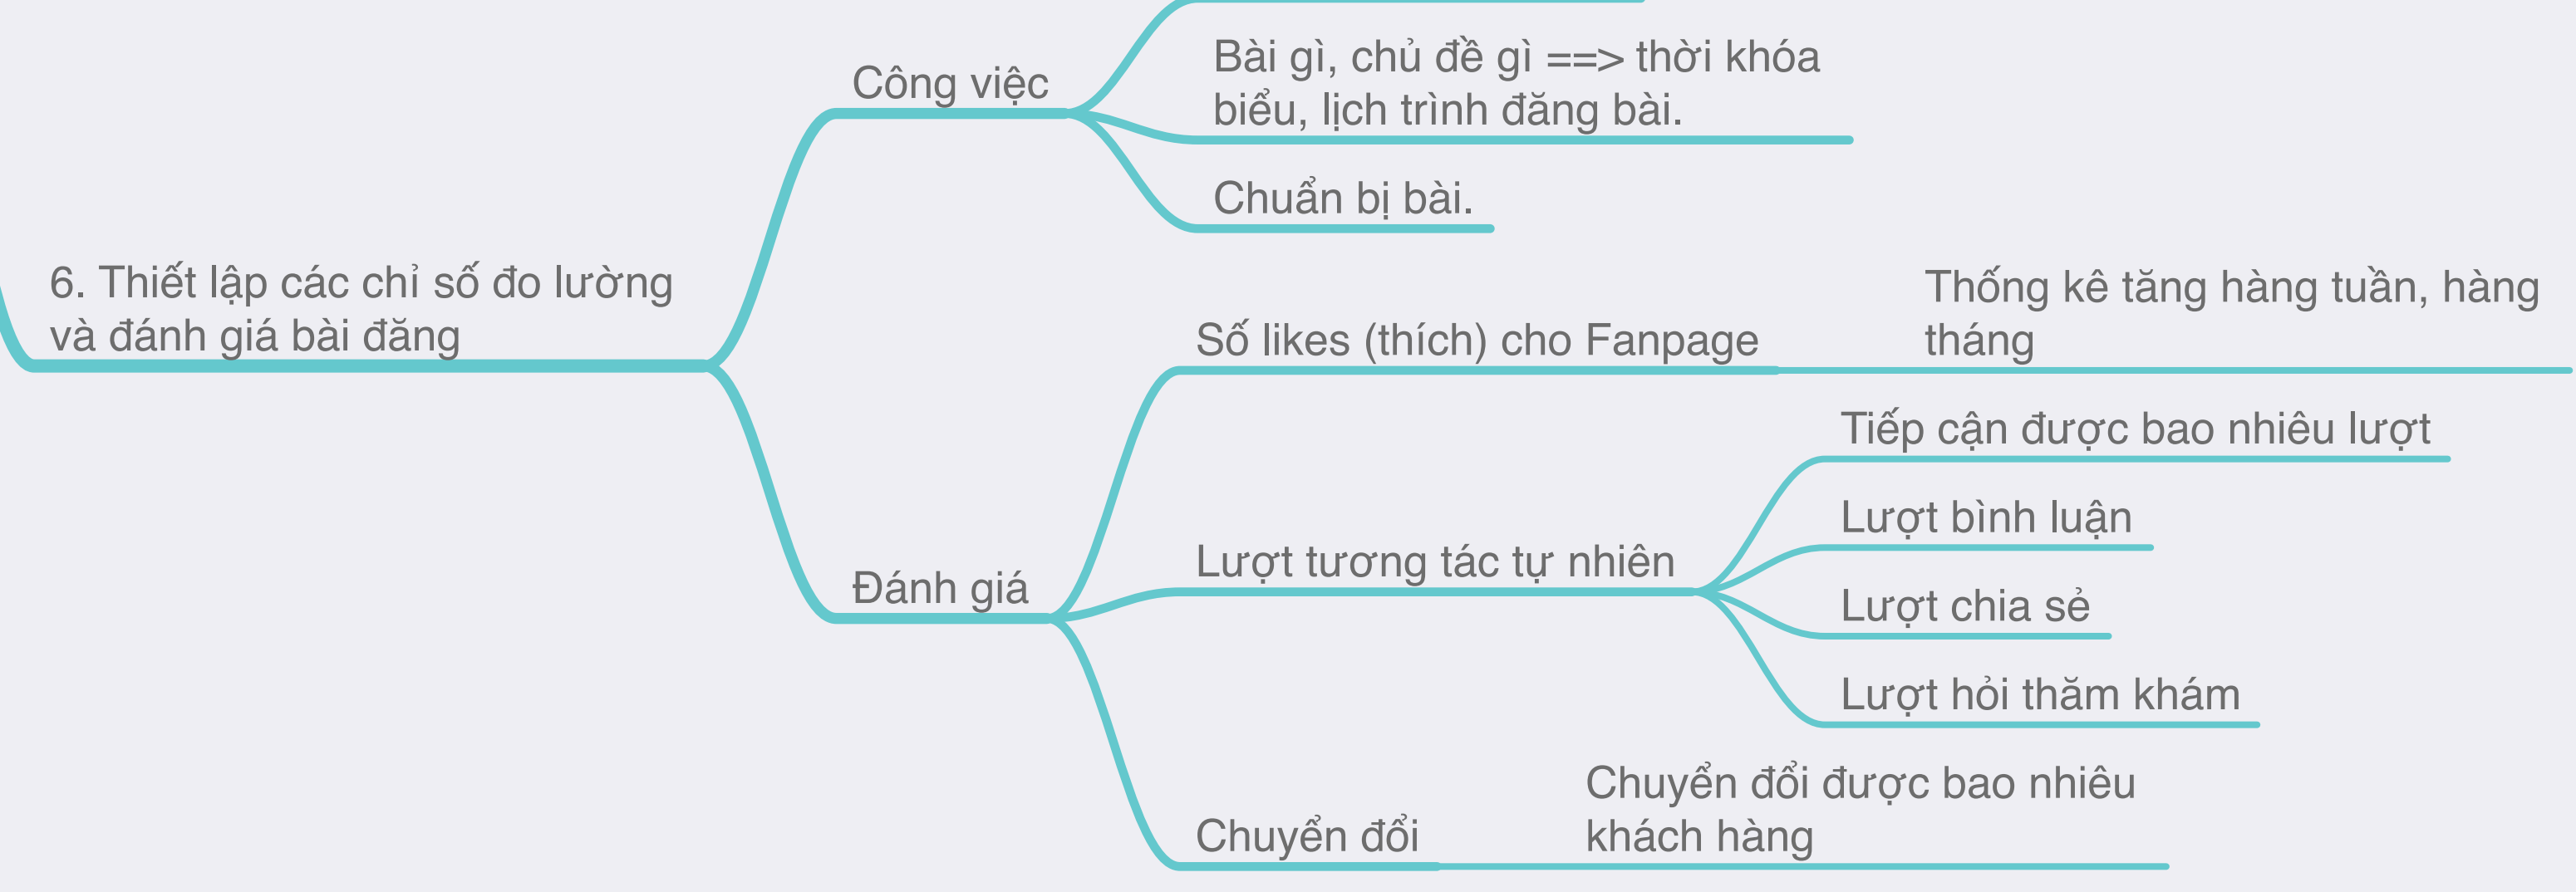 Công việc
Bài gì, chủ đề gì ==> thời khóa
biểu, lịch trình đăng bài.
Chuẩn bị bài.
6. Thiết lập các chỉ số đo lường
và đánh giá bài đăng
Đánh giá
Số likes (thích) cho Fanpage
Thống kê tăng hàng tuần, hàng
tháng
Lượt tương tác tự nhiên
Tiếp cận được bao nhiêu lượt
Lượt bình luận
Lượt chia sẻ
Lượt hỏi thăm khám
Chuyển đổi
Chuyển đổi được bao nhiêu
khách hàng